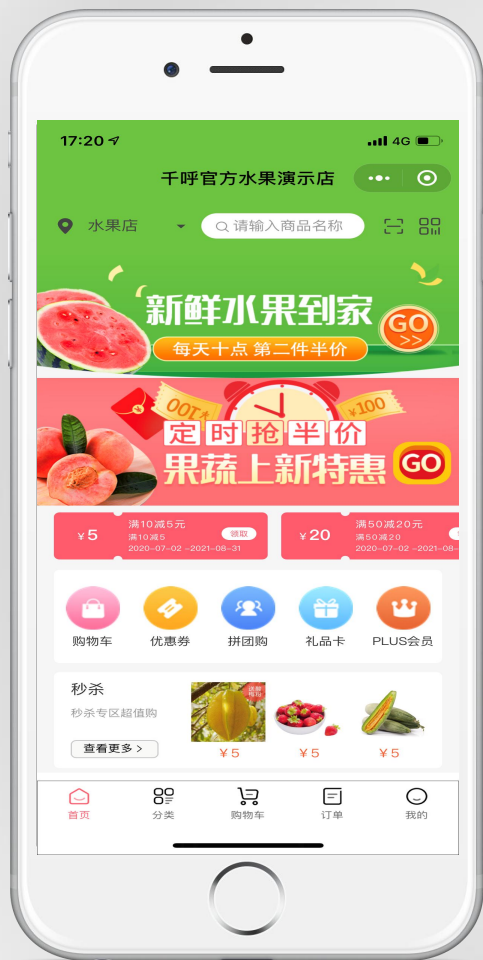 17:20
4G
千呼官方水果演示店
水果店
请输入商品名称
新鲜水果到家
GO
>>
每天十点 第二件半价
¥100
¥100
定时抢半价
果蔬上新特惠
GO
¥5
满10减5元
满10减5
2020-07-02 -2021-08-31
领取
¥20
满50减20元
满50减20
2020-07-02 -2021-08-
购物车
优惠券
拼团购
礼品卡
PLUS会员
秒杀
秒杀专区超值购
查看更多 >
¥5
¥5
¥5
首页
分类
购物车
订单
我的